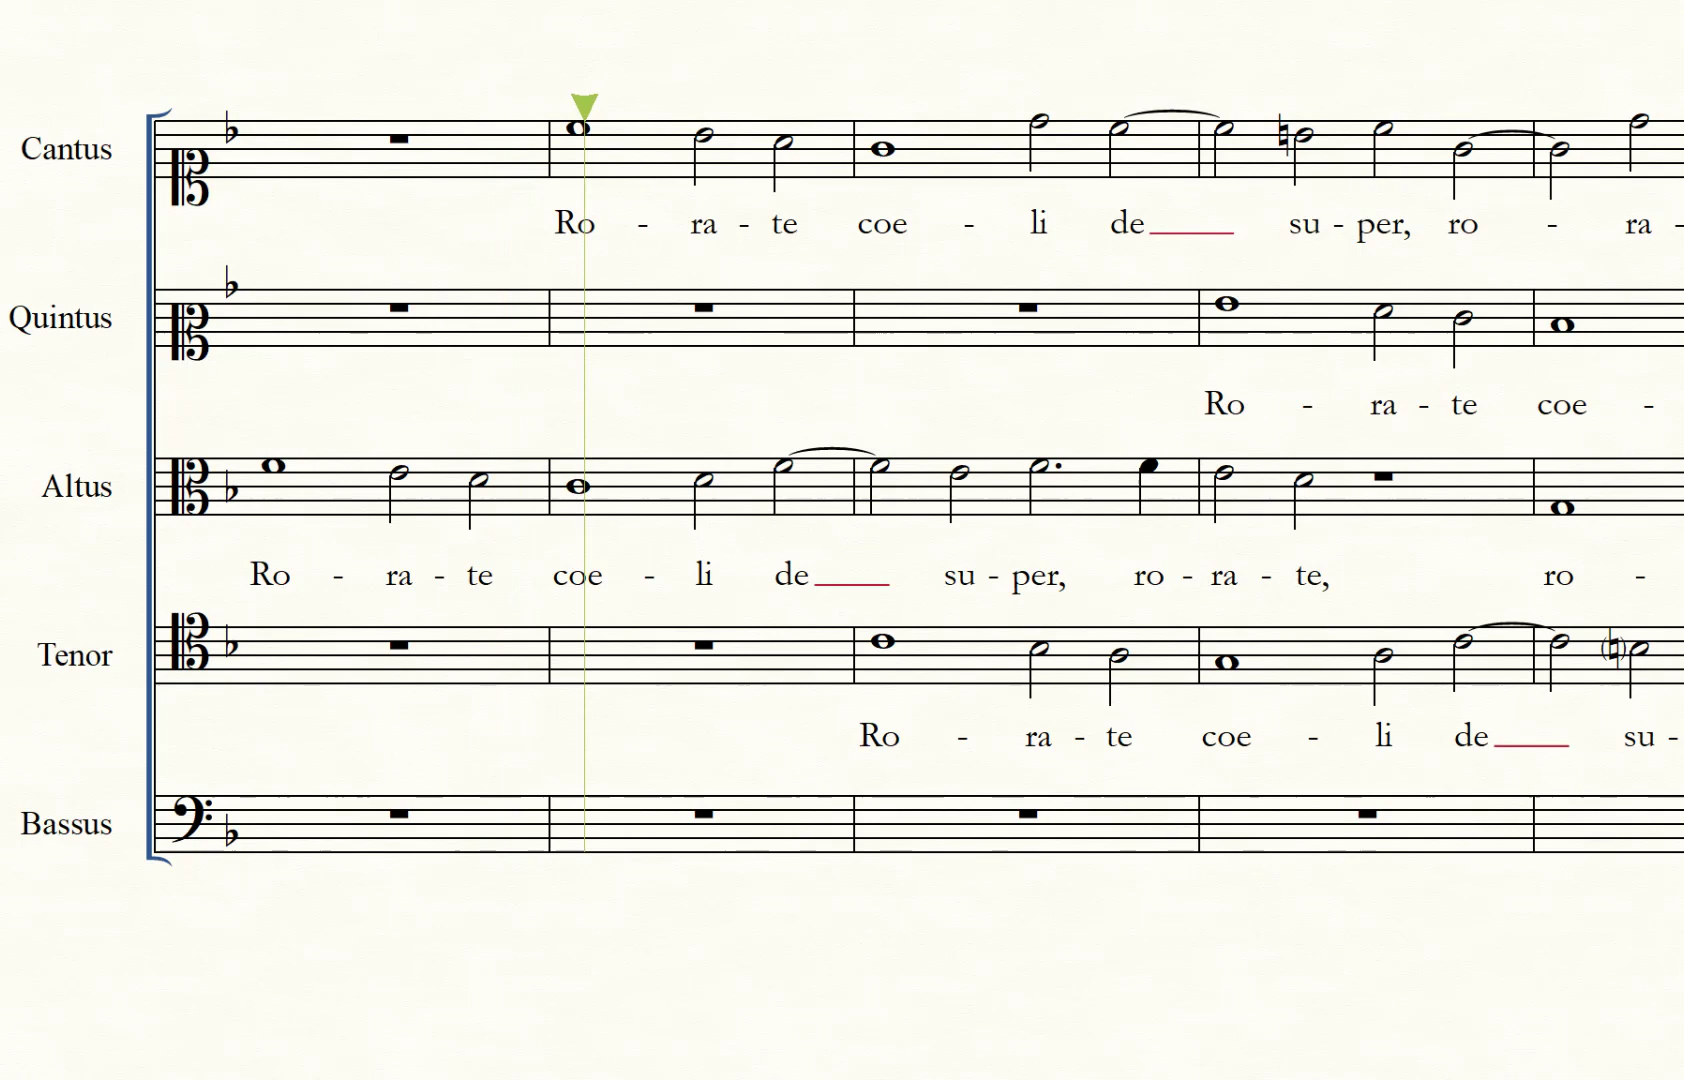 Cantus
Ro - ra - te coe - li de su - per, ro - ra -
Quintus
Ro - ra - te coe -
Altus
Ro - ra - te coe - li de su - per, ro - ra - te, ro -
Tenor
Ro - ra - te coe - li de su -
Bassus